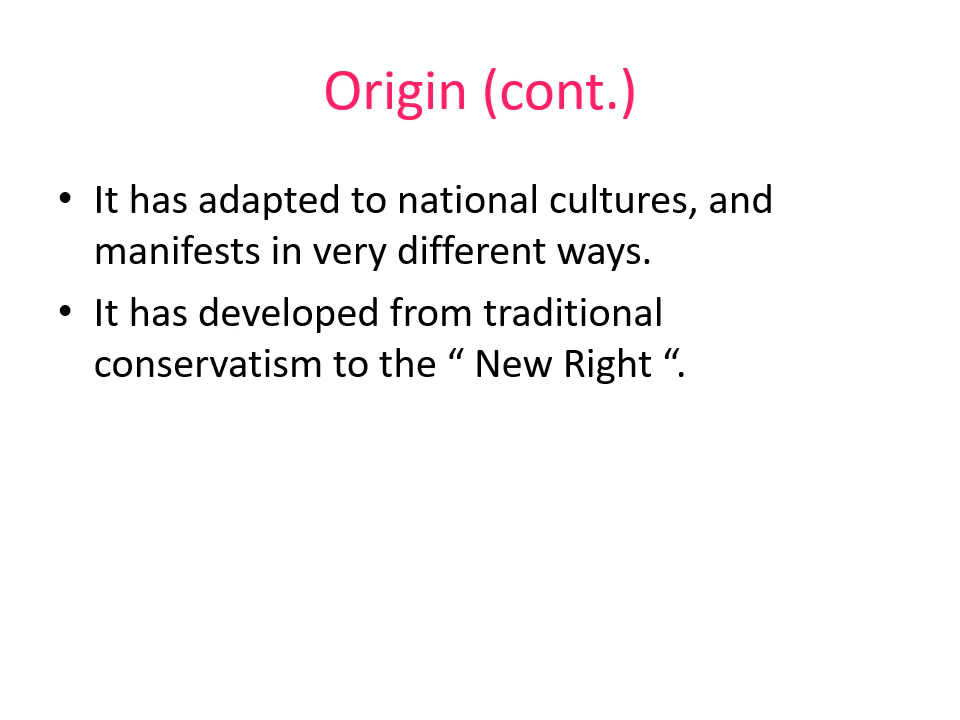 Origin (cont.)
• It has adapted to national cultures, and
manifests in very different ways.
• It has developed from traditional
conservatism to the “ New Right “.